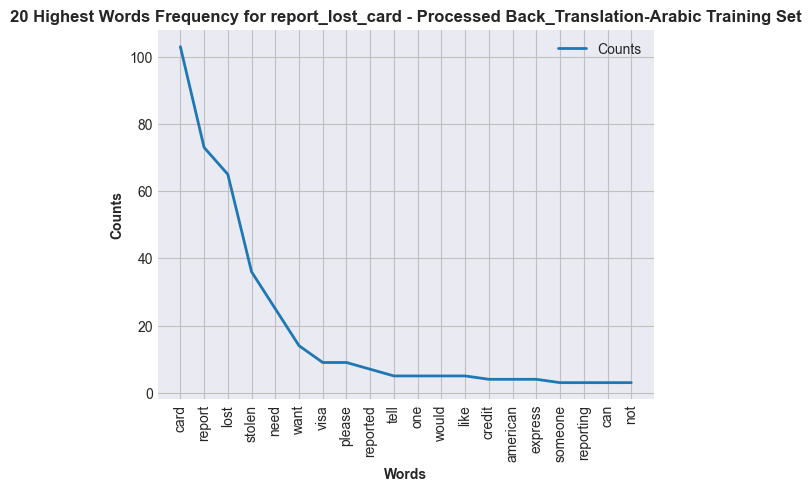 20 Highest Words Frequency for report_lost_card - Processed Back_Translation-Arabic Training Set
Counts
100
80
60
40
20
0
Counts
card
report
lost
stolen
need
want
visa
please
reported
tell
one
would
like
credit
american
express
someone
reporting
can
not
Words